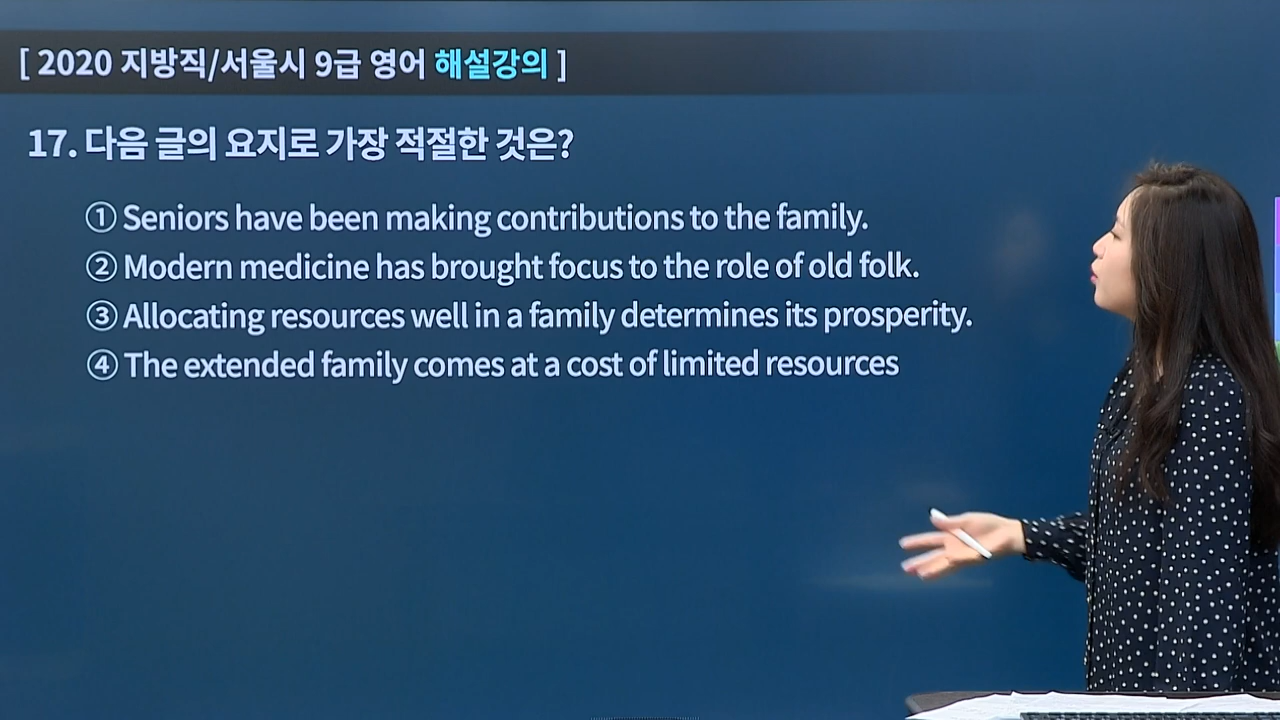 [ 2020 지방직/서울시 9급 영어 해설강의 ]
17. 다음 글의 요지로 가장 적절한 것은?
① Seniors have been making contributions to the family.
② Modern medicine has brought focus to the role of old folk.
③ Allocating resources well in a family determines its prosperity.
④ The extended family comes at a cost of limited resources